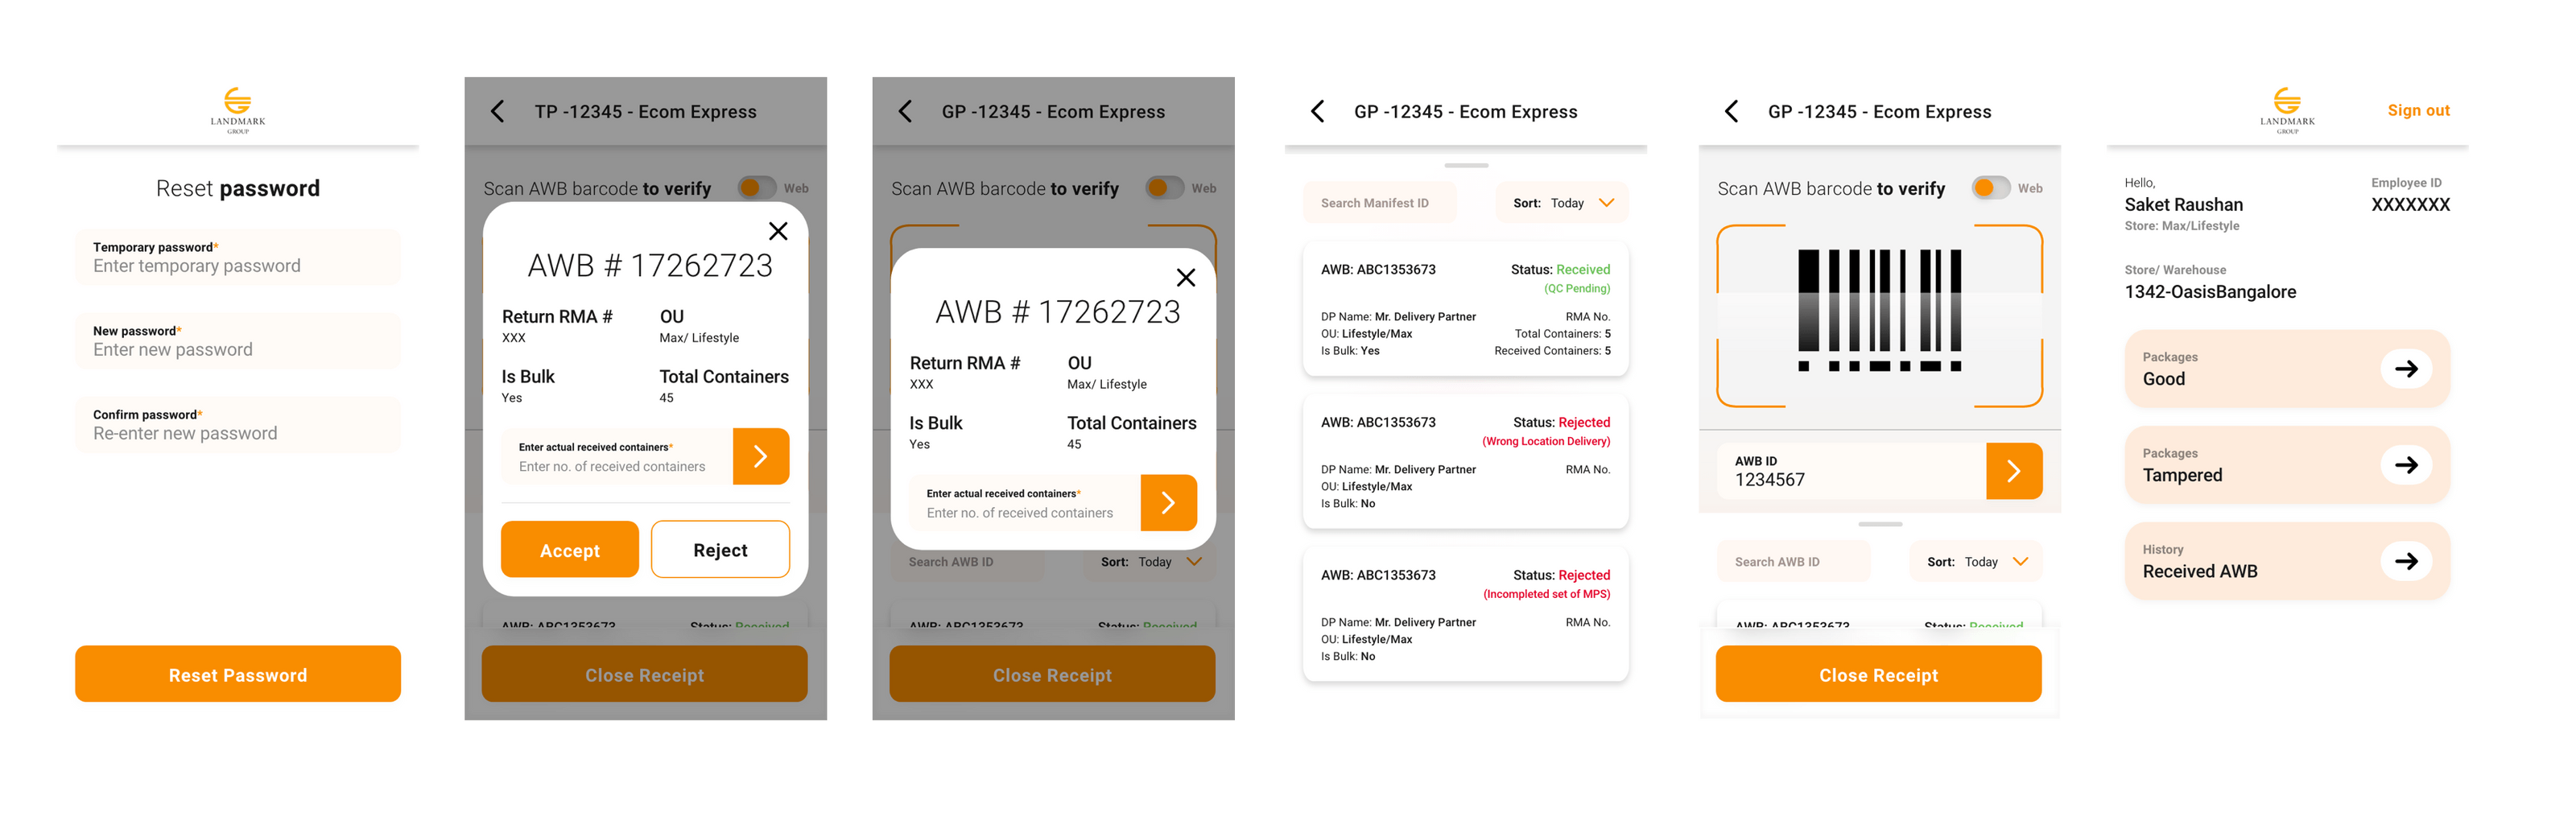 LANDMARK
GROUP
Reset password
Temporary password*
Enter temporary password
New password*
Enter new password
Confirm password*
Re-enter new password
Reset Password
TP -12345 - Ecom Express
Scan AWB barcode to verify
Web
AWB # 17262723
Return RMA #
OU
XXX
Max/ Lifestyle
Is Bulk
Total Containers
Yes
45
Enter actual received containers*
Enter no. of received containers
Accept
Reject
AWB: ABC1353673
Status: Received
Close Receipt
GP -12345 - Ecom Express
Scan AWB barcode to verify
Web
AWB # 17262723
Return RMA #
OU
XXX
Max/ Lifestyle
Is Bulk
Total Containers
Yes
45
Enter actual received containers*
Enter no. of received containers
Search AWB ID
Sort: Today
AWB: ABC1353673
Status: Received
Close Receipt
GP -12345 - Ecom Express
Search Manifest ID
Sort: Today
AWB: ABC1353673
Status: Received
(QC Pending)
DP Name: Mr. Delivery Partner
RMA No.
OU: Lifestyle/Max
Total Containers: 5
Is Bulk: Yes
Received Containers: 5
AWB: ABC1353673
Status: Rejected
(Wrong Location Delivery)
DP Name: Mr. Delivery Partner
RMA No.
OU: Lifestyle/Max
Is Bulk: No
AWB: ABC1353673
Status: Rejected
(Incompleted set of MPS)
DP Name: Mr. Delivery Partner
RMA No.
OU: Lifestyle/Max
Is Bulk: No
GP -12345 - Ecom Express
Scan AWB barcode to verify
Web
AWB ID
1234567
Search AWB ID
Sort: Today
AWB: ABC1353673
Status: Received
Close Receipt
LANDMARK
GROUP
Sign out
Hello,
Employee ID
Saket Raushan
XXXXXXX
Store: Max/Lifestyle
Store/ Warehouse
1342-OasisBangalore
Packages
Good
Packages
Tampered
History
Received AWB